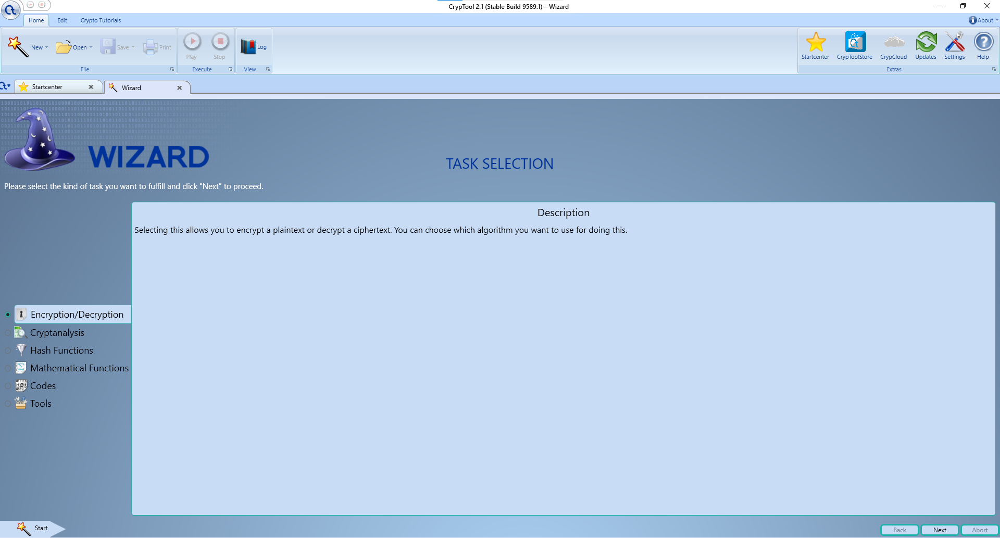 CrypTool 2.1 (Stable Build 9589.1) – Wizard
Home Edit Crypto Tutorials About
New Open Save Print Play Stop Log Startcenter CrypToolStore CrypCloud Updates Settings Help
File Execute View Extras
Startcenter Wizard
WIZARD
TASK SELECTION
Please select the kind of task you want to fulfill and click "Next" to proceed.
Description
Selecting this allows you to encrypt a plaintext or decrypt a ciphertext. You can choose which algorithm you want to use for doing this.
Encryption/Decryption
Cryptanalysis
Hash Functions
Mathematical Functions
Codes
Tools
Start
Back Next Abort